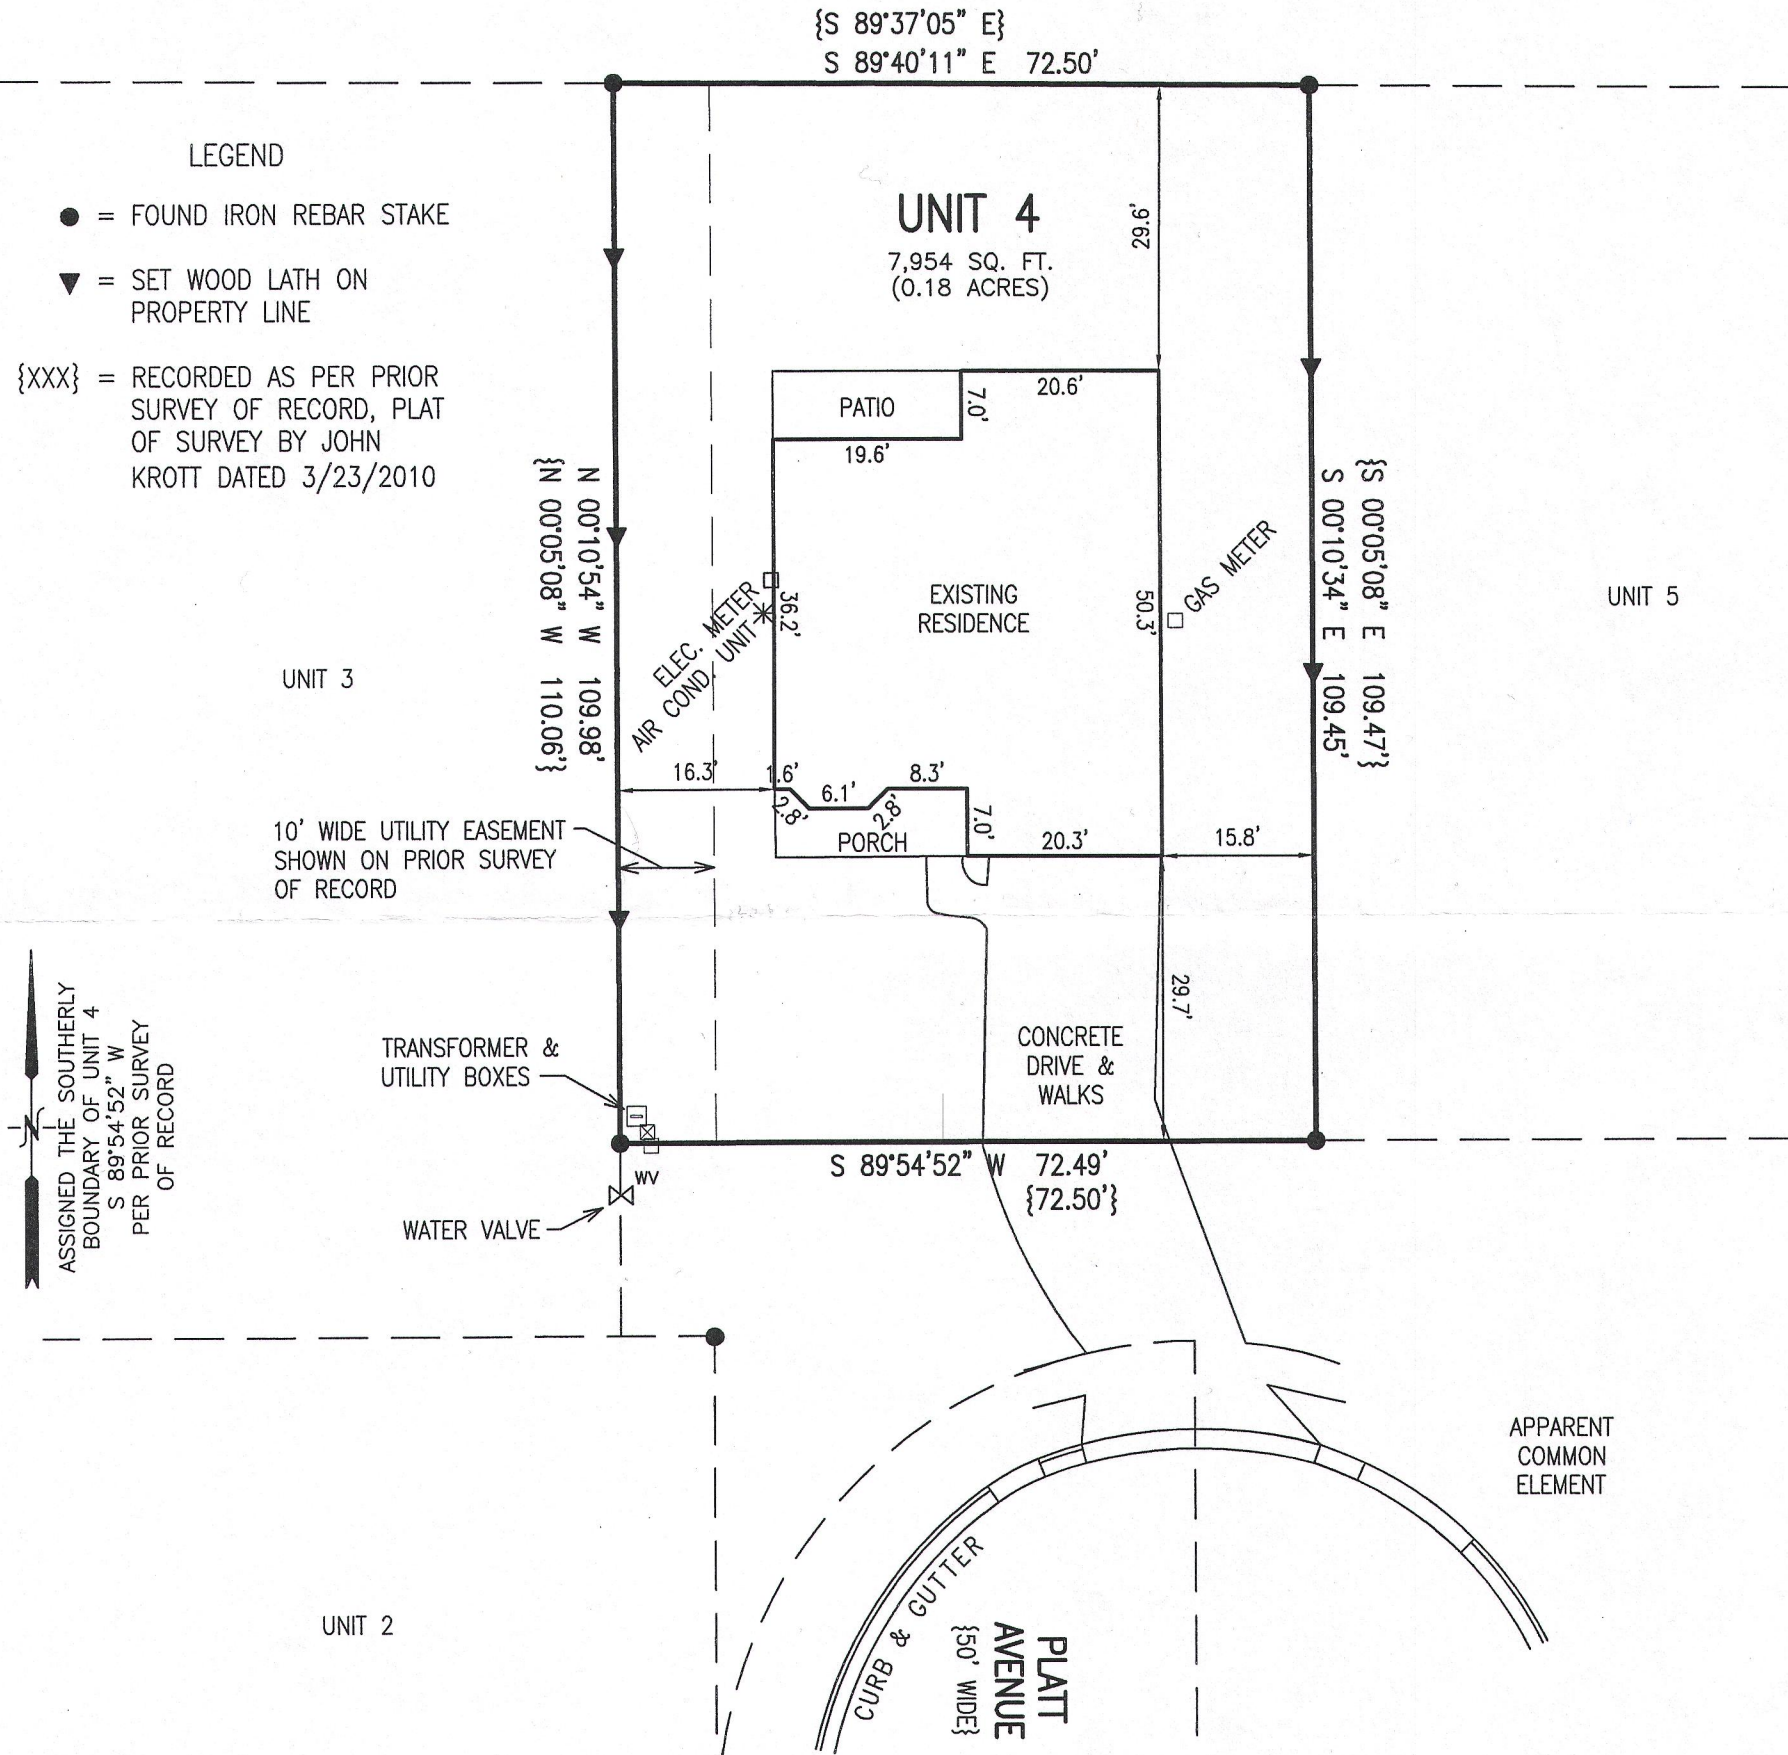 {S 89°37'05" E}
S 89°40'11" E 72.50'
LEGEND
= FOUND IRON REBAR STAKE
= SET WOOD LATH ON
PROPERTY LINE
{XXX} = RECORDED AS PER PRIOR
SURVEY OF RECORD, PLAT
OF SURVEY BY JOHN
KROTT DATED 3/23/2010
UNIT 4
7,954 SQ. FT.
(0.18 ACRES)
29.6'
20.6'
7.0'
PATIO
19.6'
N 00°10'54" W 109.98'
{N 00°05'08" W 110.06'}
{S 00°05'08" E 109.47'}
S 00°10'34" E 109.45'
EXISTING
RESIDENCE
36.2'
50.3'
GAS METER
ELEC. METER
AIR COND. UNIT
UNIT 3
UNIT 5
16.3'
1.6'
2.8'
6.1'
2.8'
8.3'
7.0'
PORCH
20.3'
15.8'
10' WIDE UTILITY EASEMENT
SHOWN ON PRIOR SURVEY
OF RECORD
29.7'
N
ASSIGNED THE SOUTHERLY
BOUNDARY OF UNIT 4
S 89°54'52" W
PER PRIOR SURVEY
OF RECORD
TRANSFORMER &
UTILITY BOXES
CONCRETE
DRIVE &
WALKS
S 89°54'52" W 72.49'
{72.50'}
WV
WATER VALVE
APPARENT
COMMON
ELEMENT
UNIT 2
CURB & GUTTER
PLATT
AVENUE
{50' WIDE}